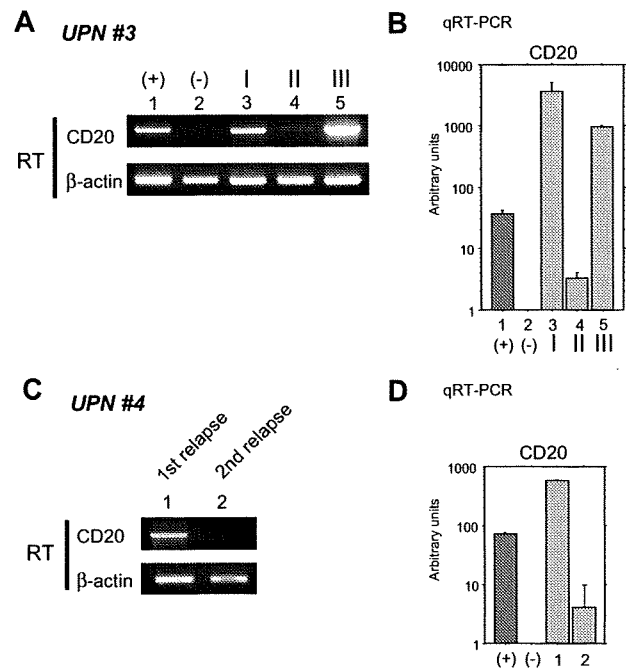 A
UPN #3
(+) (-) I II III
1 2 3 4 5
RT
CD20
β-actin
B
qRT-PCR
CD20
Arbitrary units
10000
1000
100
10
1
1 2 3 4 5
(+) (-) I II III
C
UPN #4
1st relapse
2nd relapse
1 2
RT
CD20
β-actin
D
qRT-PCR
CD20
Arbitrary units
1000
100
10
1
(+) (-) 1 2